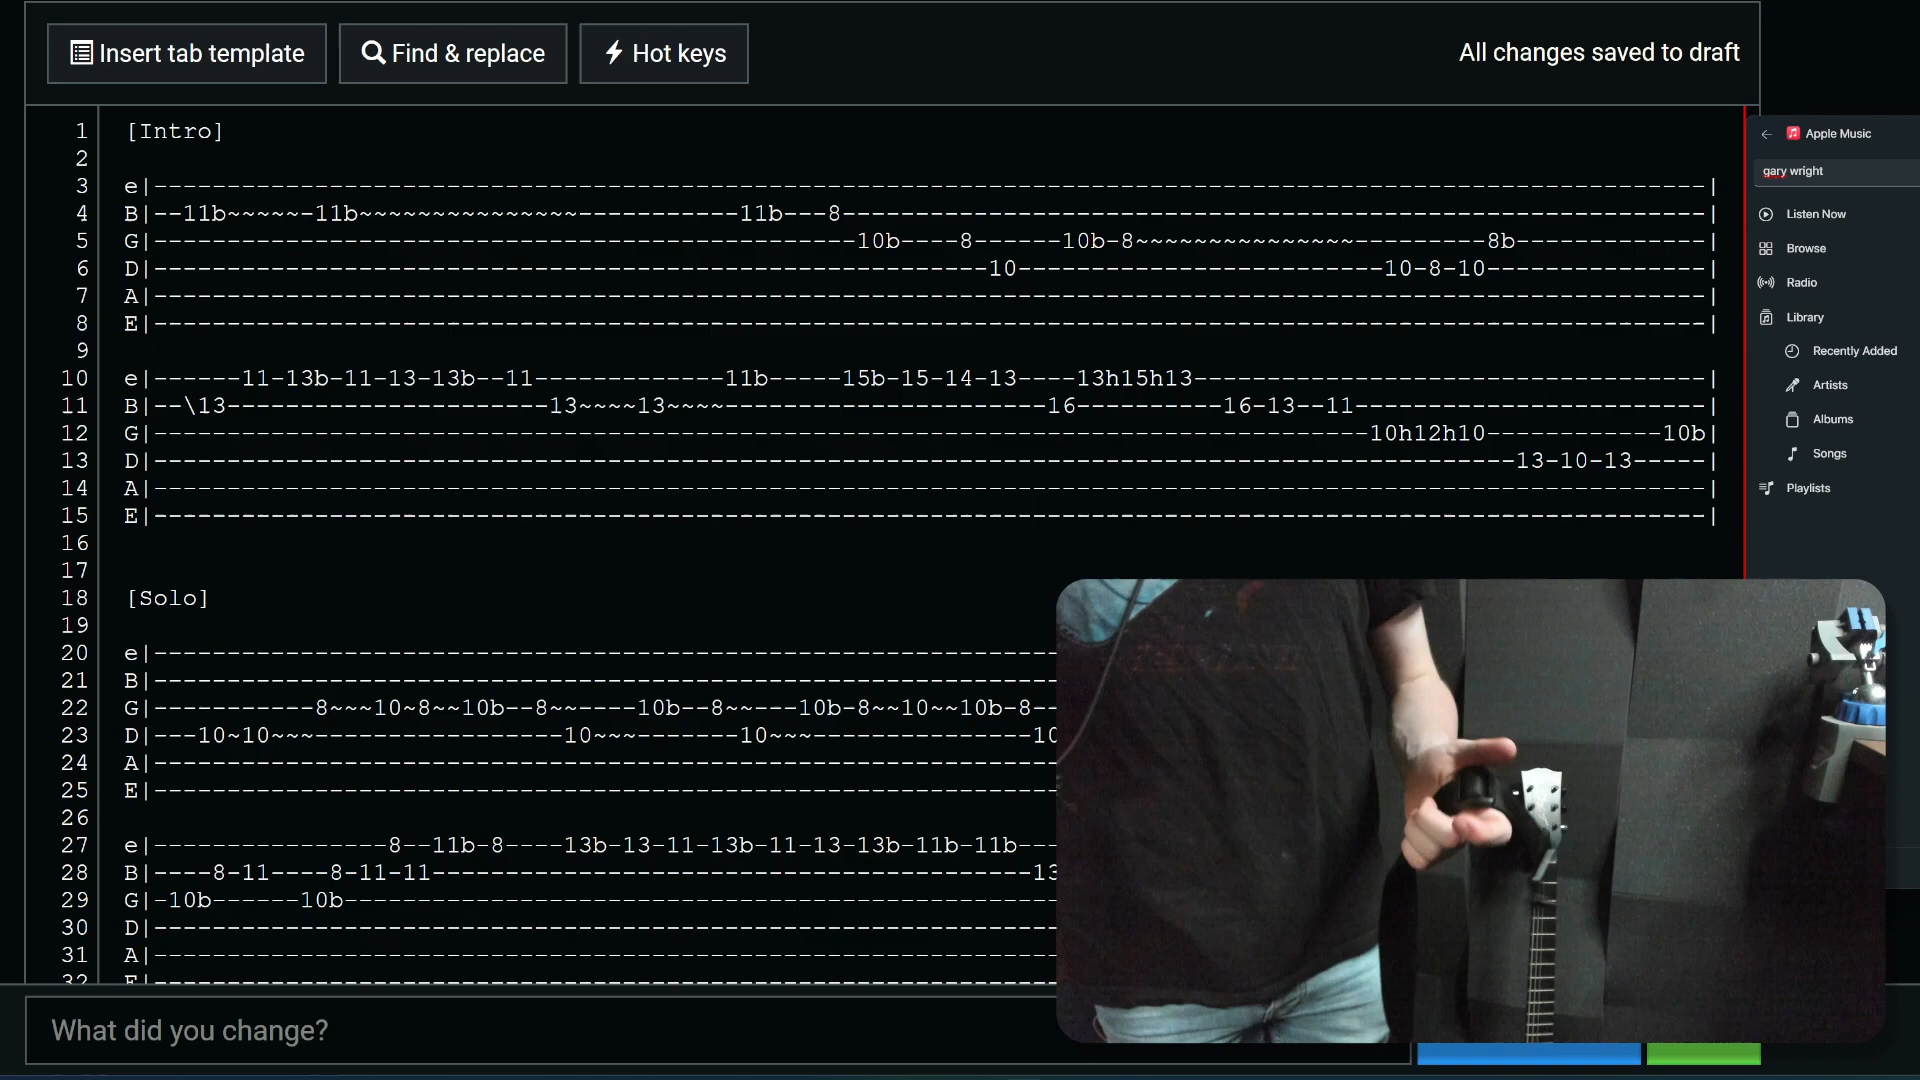 Insert tab template
Find & replace
Hot keys
All changes saved to draft
1 [Intro]
2
3 e|----------------------------------------------------------------------------------------------------------|
4 B|--11b~~~~~~--11b~~~~~~~~~~~~~~~-----------11b---8-----------------------------------------------------------|
5 G|------------------------------------------------10b----8------10b-8~~~~~~~~~~~~~~~---------8b-------------|
6 D|---------------------------------------------------------10-------------------------10-8-10---------------|
7 A|----------------------------------------------------------------------------------------------------------|
8 E|----------------------------------------------------------------------------------------------------------|
9
10 e|------11-13b-11-13-13b--11-------------11b-----15b-15-14-13----13h15h13-----------------------------------|
11 B|--\13----------------------13~~~~13~~~~----------------------16----------16-13--11------------------------|
12 G|-----------------------------------------------------------------------------------10h12h10------------10b|
13 D|---------------------------------------------------------------------------------------------13-10-13-----|
14 A|----------------------------------------------------------------------------------------------------------|
15 E|----------------------------------------------------------------------------------------------------------|
16
17
18 [Solo]
19
20 e|--------------------------------------------------------------
21 B|--------------------------------------------------------------
22 G|-----------8~~~10~8~~10b--8~~-----10b--8~~-----10b-8~~10~~10b-8--
23 D|---10~10~~~-----------------10~~~-------10~~~---------------10
24 A|--------------------------------------------------------------
25 E|--------------------------------------------------------------
26
27 e|----------------8--11b-8----13b-13-11-13b-11-13-13b-11b-11b---
28 B|----8-11----8-11-11-----------------------------------------13
29 G|-10b------10b-------------------------------------------------
30 D|--------------------------------------------------------------
31 A|--------------------------------------------------------------
32 E|--------------------------------------------------------------
What did you change?
Apple Music
gary wright
Listen Now
Browse
Radio
Library
Recently Added
Artists
Albums
Songs
Playlists